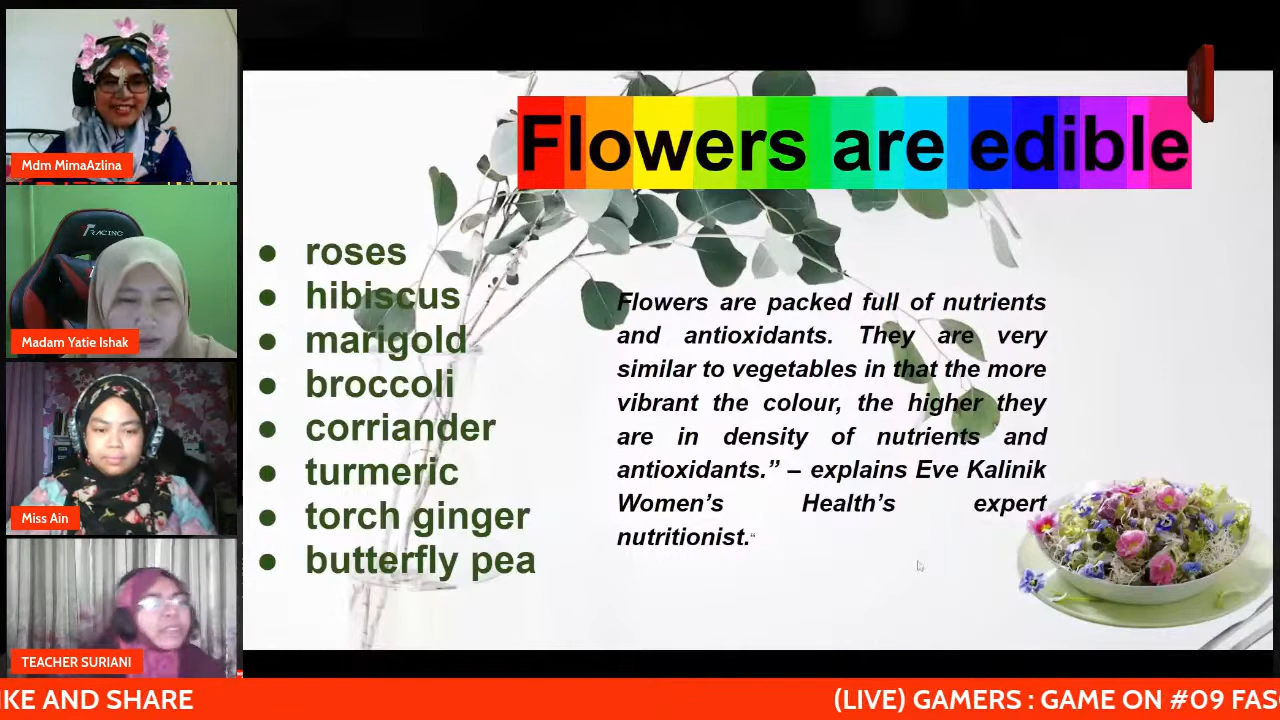 Mdm MimaAzlina
Madam Yatie Ishak
Miss Ain
TEACHER SURIANI
Flowers are edible
● roses
● hibiscus
● marigold
● broccoli
● corriander
● turmeric
● torch ginger
● butterfly pea
Flowers are packed full of nutrients
and antioxidants. They are very
similar to vegetables in that the more
vibrant the colour, the higher they
are in density of nutrients and
antioxidants.” – explains Eve Kalinik
Women’s Health’s expert
nutritionist.“
IKE AND SHARE
(LIVE) GAMERS : GAME ON #09 FAS